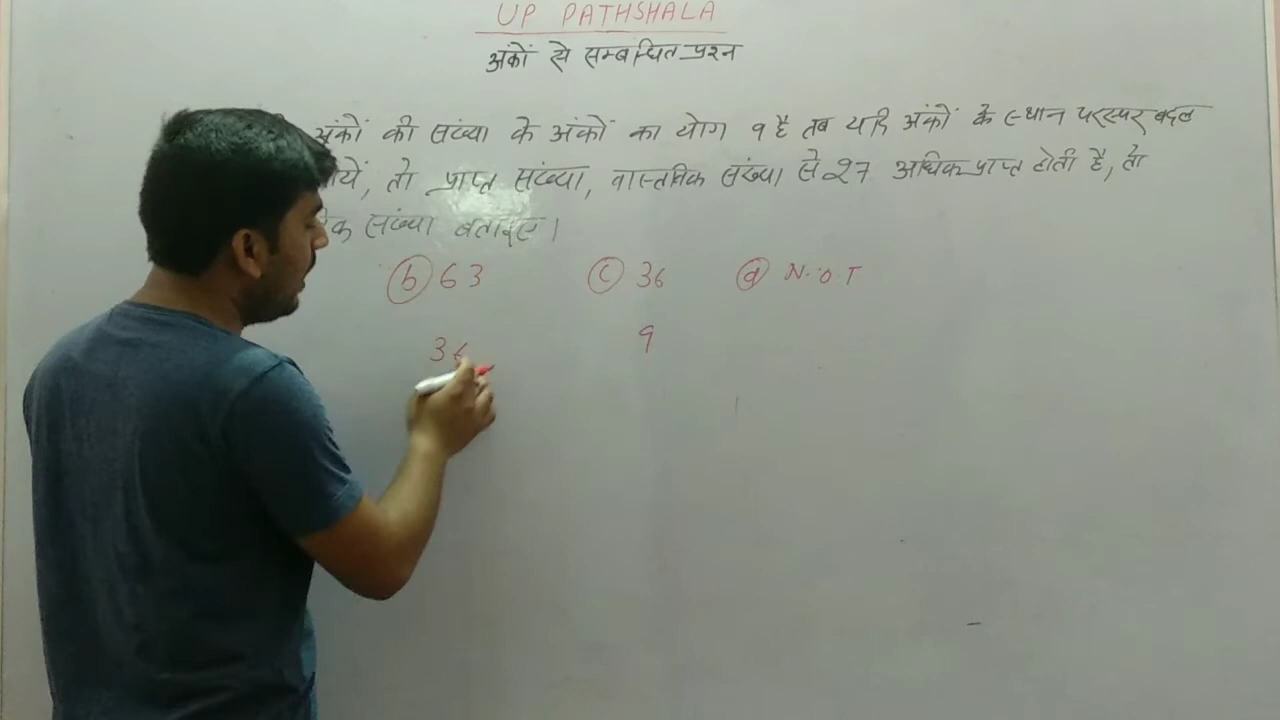 UP PATHSHALA
अंकों से सम्बन्धित प्रश्न
अंकों की संख्या के अंकों का योग 9 है तब यदि अंकों के स्थान परस्पर बदल
जायें, तो प्राप्त संख्या, वास्तविक संख्या से 27 अधिक प्राप्त होती है, तो
संख्या बताइए।
(b) 63 (c) 36 (d) N.O T
36 9